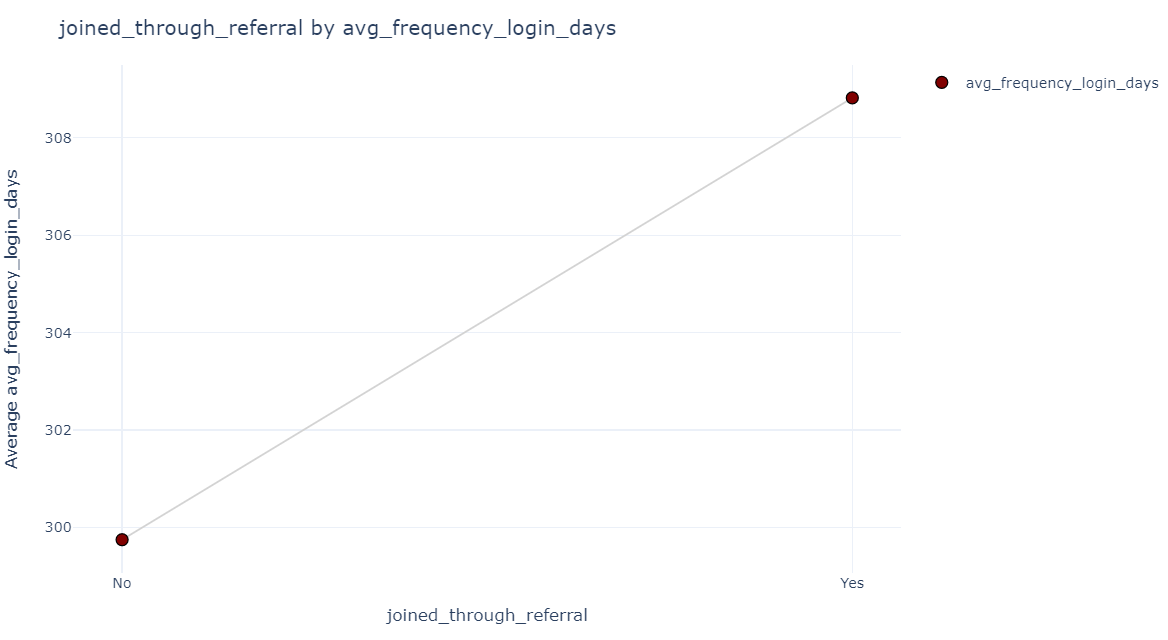 joined_through_referral by avg_frequency_login_days
avg_frequency_login_days
Average avg_frequency_login_days
308
306
304
302
300
No
Yes
joined_through_referral